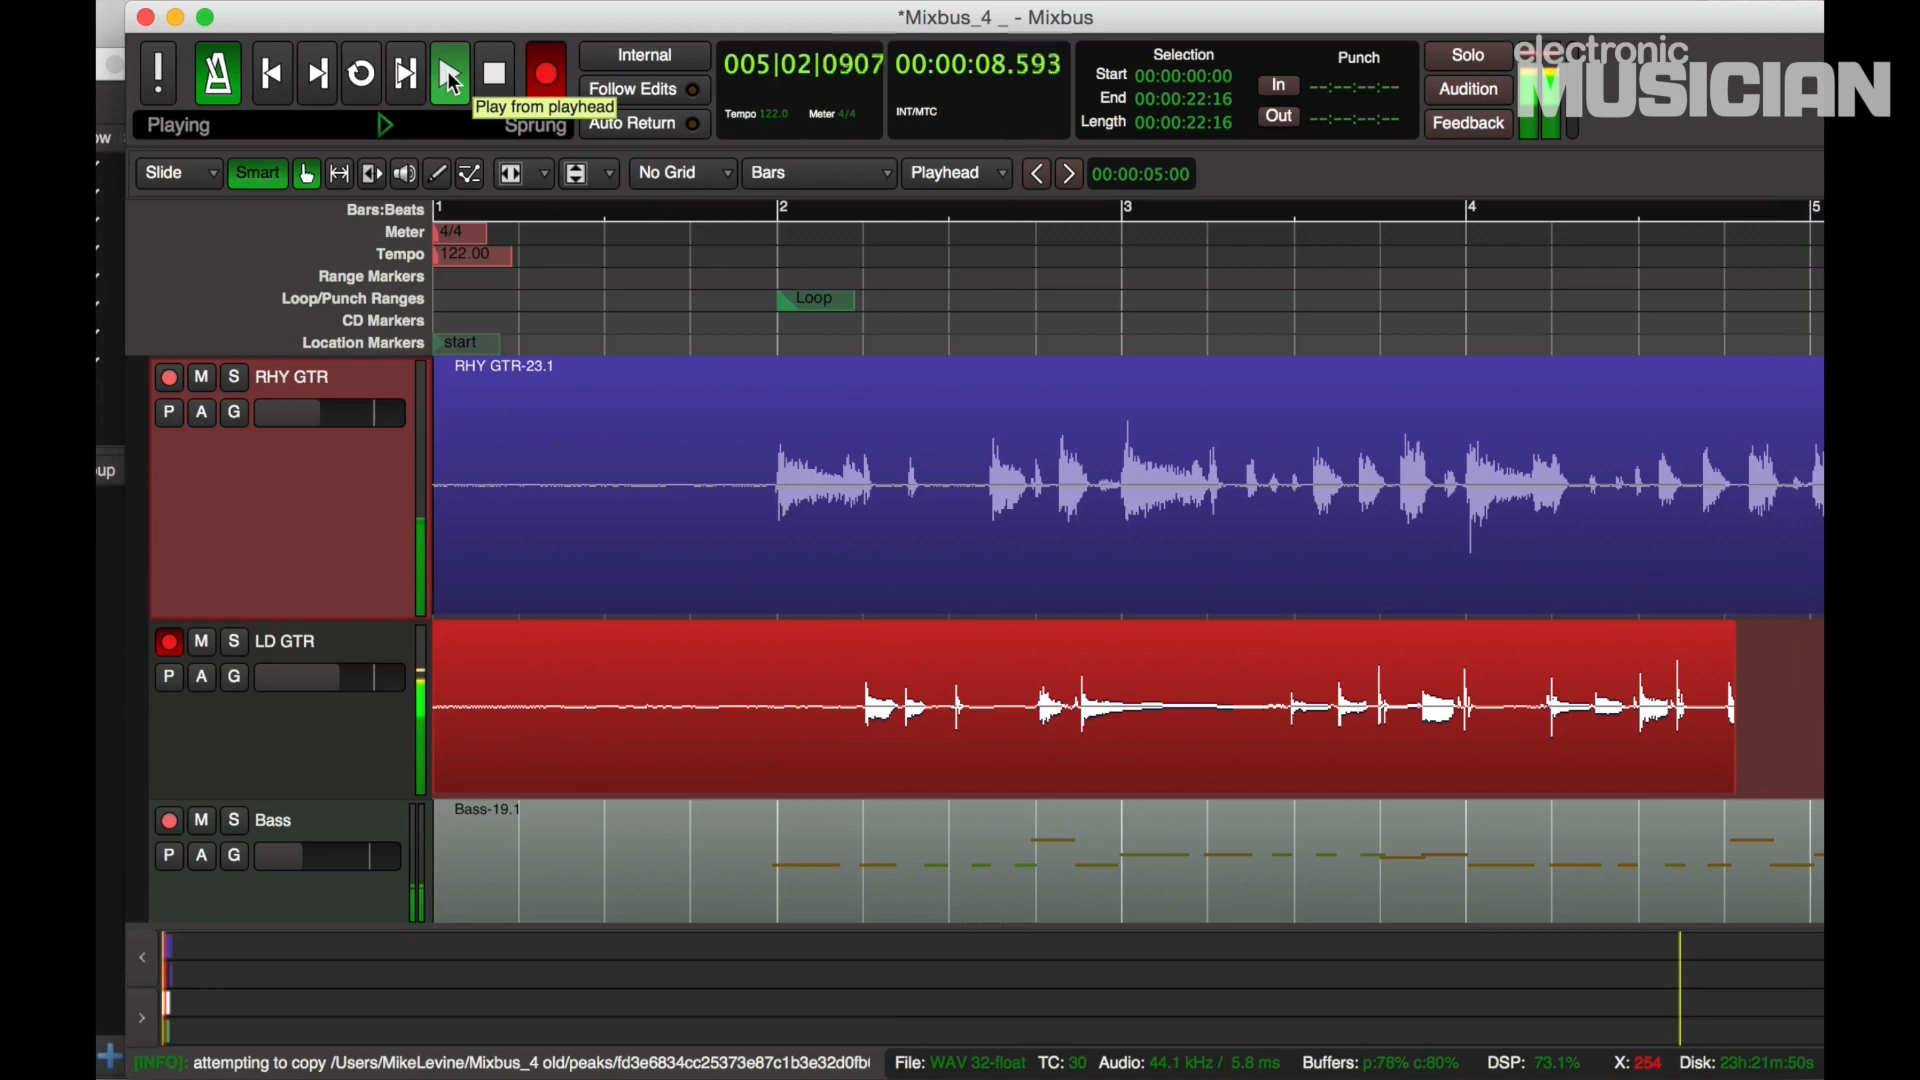 *Mixbus_4 _ - Mixbus
electronic
MUSICIAN
Internal
Follow Edits
Auto Return
Play from playhead
Playing
Sprung
005|02|0907
Tempo 122.0 Meter 4/4
00:00:08.593
INT/MTC
Selection
Start 00:00:00:00
End 00:00:22:16
Length 00:00:22:16
Punch
In --:--:--:--
Out --:--:--:--
Solo
Audition
Feedback
ow
Slide
Smart
No Grid
Bars
Playhead
00:00:05:00
Bars:Beats
1 2 3 4 5
Meter
4/4
Tempo
122.00
Range Markers
Loop/Punch Ranges
Loop
CD Markers
Location Markers
start
M S RHY GTR
P A G
RHY GTR-23.1
up
M S LD GTR
P A G
M S Bass
P A G
Bass-19.1
[INFO]: attempting to copy /Users/MikeLevine/Mixbus_4 old/peaks/fd3e6834cc25373e87c1b3e32d0fb
File: WAV 32-float TC: 30 Audio: 44.1 kHz / 5.8 ms Buffers: p:78% c:80% DSP: 73.1% X: 254 Disk: 23h:21m:50s